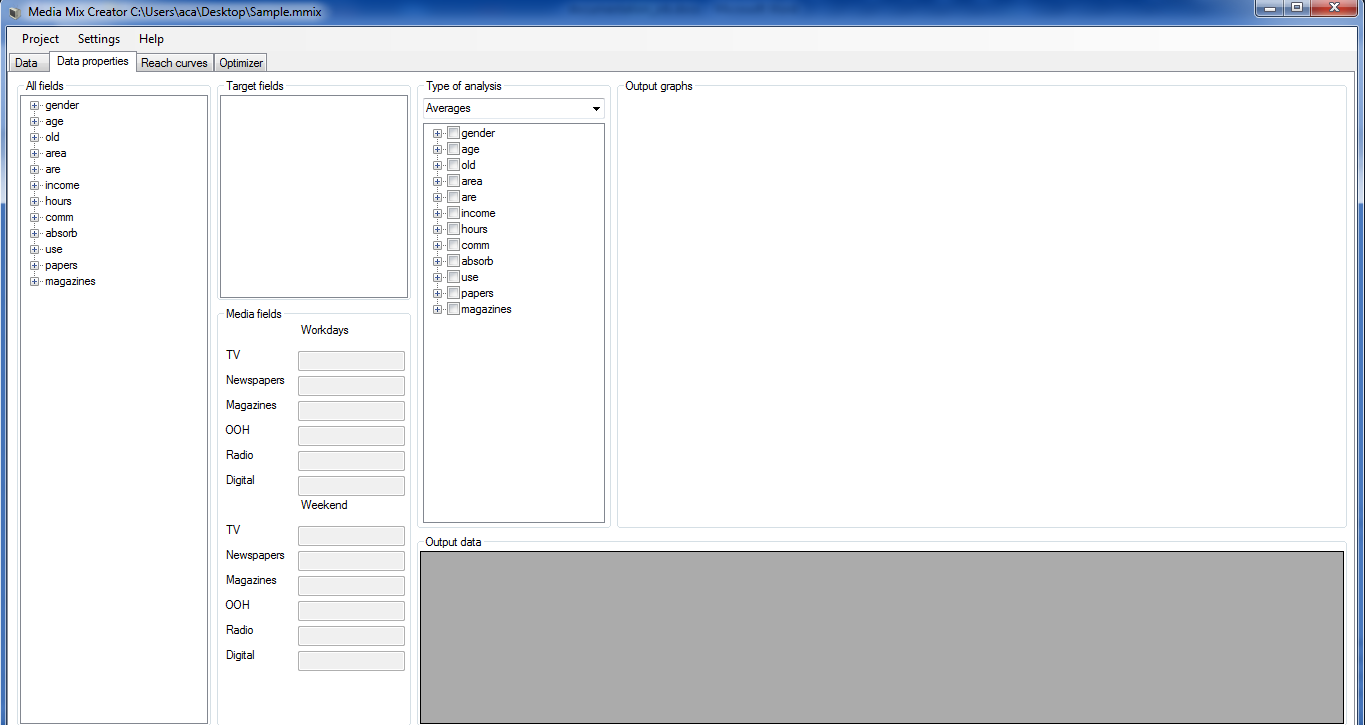 Media Mix Creator C:\Users\aca\Desktop\Sample.mmix
Project Settings Help
Data Data properties Reach curves Optimizer
All fields
gender
age
old
area
are
income
hours
comm
absorb
use
papers
magazines
Target fields
Media fields
Workdays
TV
Newspapers
Magazines
OOH
Radio
Digital
Weekend
TV
Newspapers
Magazines
OOH
Radio
Digital
Type of analysis
Averages
gender
age
old
area
are
income
hours
comm
absorb
use
papers
magazines
Output graphs
Output data